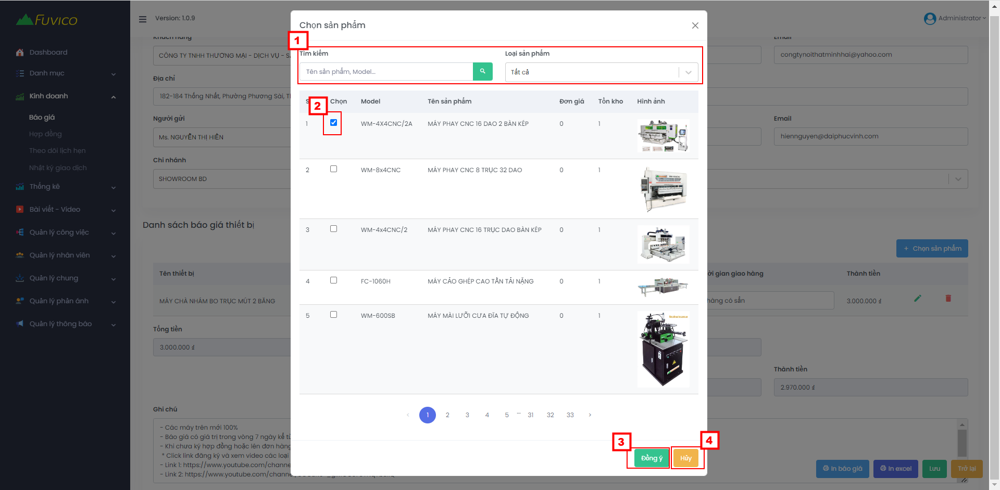 Fuvico
Version: 1.0.9
Administrator
Dashboard
Danh mục
Kinh doanh
Báo giá
Hợp đồng
Theo dõi lịch hẹn
Nhật ký giao dịch
Thống kê
Bài viết - Video
Quản lý công việc
Quản lý nhân viên
Quản lý chung
Quản lý phản ánh
Quản lý thông báo
Khách hàng
CÔNG TY TNHH THƯƠNG MẠI - DỊCH VỤ -
Email
congtynoithatminhhai@yahoo.com
Địa chỉ
182-184 Thống Nhất, Phường Phương Sài,
Người gửi
Ms. NGUYỄN THỊ HIỀN
Email
hiennguyen@daiphucvinh.com
Chi nhánh
SHOWROOM BD
Danh sách báo giá thiết bị
+ Chọn sản phẩm
Tên thiết bị
gian giao hàng
Thành tiền
MÁY CHÀ NHÁM BO TRỤC MÚT 2 BĂNG
hàng có sẵn
3.000.000 ₫
Tổng tiền
3.000.000 ₫
Thành tiền
2.970.000 ₫
Ghi chú
- Các máy trên mới 100%
- Báo giá có giá trị trong vòng 7 ngày kể từ
- Khi chưa ký hợp đồng hoặc lên đơn hàng
* Click link đăng ký và xem video các loại
- Link 1: https://www.youtube.com/channe
- Link 2: https://www.youtube.com/channe
In báo giá
In excel
Lưu
Trở lại
Chọn sản phẩm
1
Tìm kiếm
Loại sản phẩm
Tên sản phẩm, Model...
Tất cả
2
S Chọn Model Tên sản phẩm Đơn giá Tồn kho Hình ảnh
1 WM-4X4CNC/2A MÁY PHAY CNC 16 DAO 2 BÀN KÉP 0 1
2 WM-8x4CNC MÁY PHAY CNC 8 TRỤC 32 DAO 0 1
3 WM-4x4CNC/2 MÁY PHAY CNC 16 TRỤC DAO BÀN KÉP 0 1
4 FC-1060H MÁY CẢO GHÉP CAO TẦN TẢI NẶNG 0 1
5 WM-600SB MÁY MÀI LƯỠI CƯA ĐĨA TỰ ĐỘNG 0 1
‹ 1 2 3 4 5 ... 31 32 33 ›
3
4
Đồng ý
Hủy